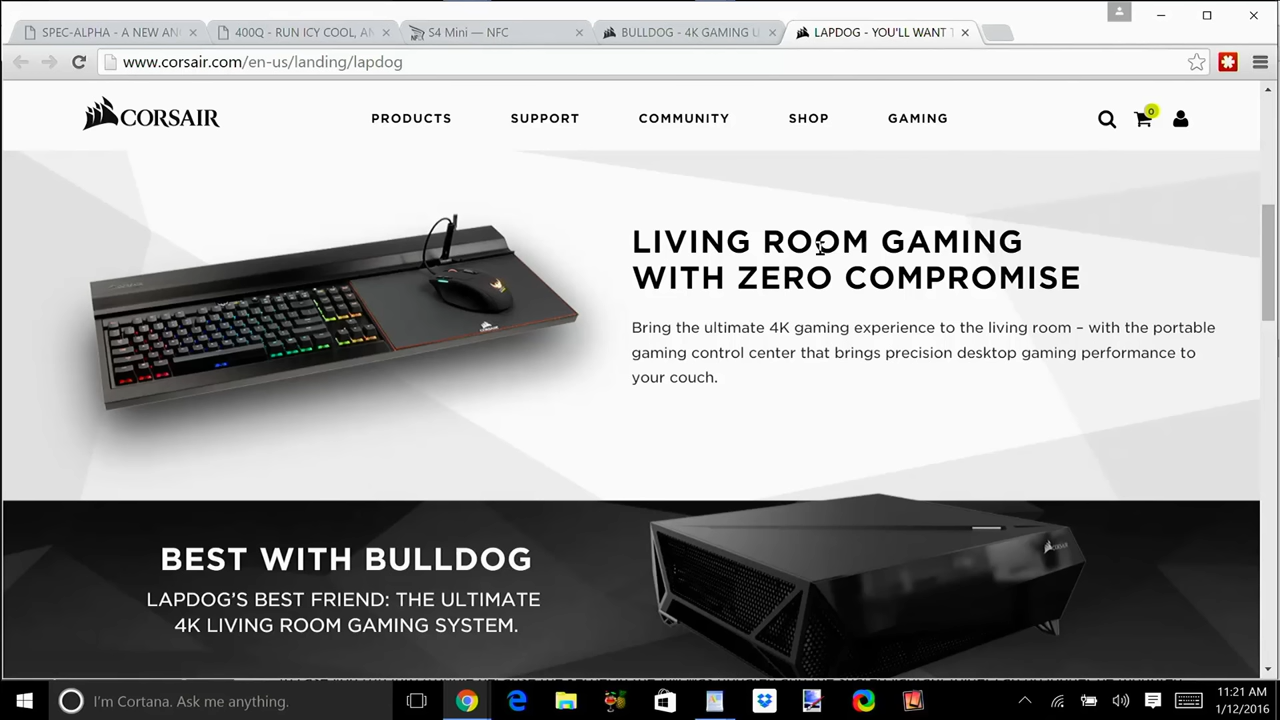 SPEC-ALPHA - A NEW AN
400Q - RUN ICY COOL, AN
S4 Mini — NFC
BULLDOG - 4K GAMING U
LAPDOG - YOU'LL WANT T
www.corsair.com/en-us/landing/lapdog
CORSAIR
PRODUCTS
SUPPORT
COMMUNITY
SHOP
GAMING
0
LIVING ROOM GAMING
WITH ZERO COMPROMISE
Bring the ultimate 4K gaming experience to the living room – with the portable
gaming control center that brings precision desktop gaming performance to
your couch.
BEST WITH BULLDOG
LAPDOG'S BEST FRIEND: THE ULTIMATE
4K LIVING ROOM GAMING SYSTEM.
CORSAIR
I'm Cortana. Ask me anything.
11:21 AM
1/12/2016